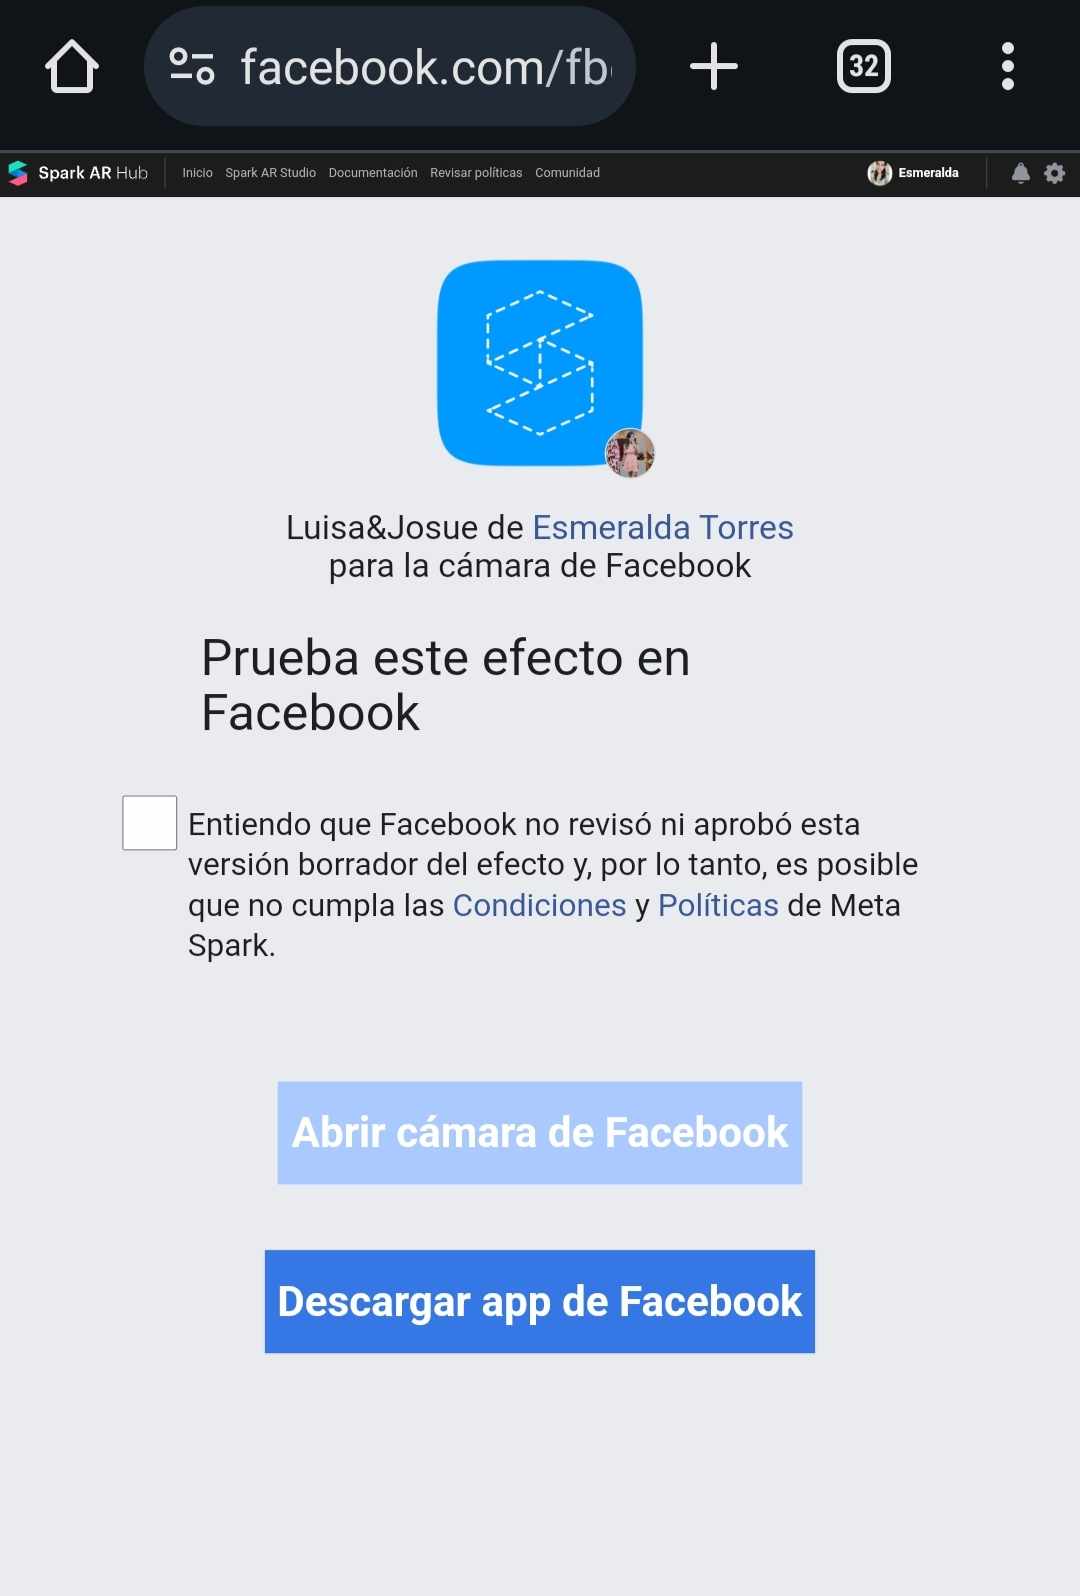 facebook.com/fb
32
Spark AR Hub
Inicio Spark AR Studio Documentación Revisar políticas Comunidad
Esmeralda
Luisa&Josue de Esmeralda Torres
para la cámara de Facebook
Prueba este efecto en
Facebook
Entiendo que Facebook no revisó ni aprobó esta
versión borrador del efecto y, por lo tanto, es posible
que no cumpla las Condiciones y Políticas de Meta
Spark.
Abrir cámara de Facebook
Descargar app de Facebook